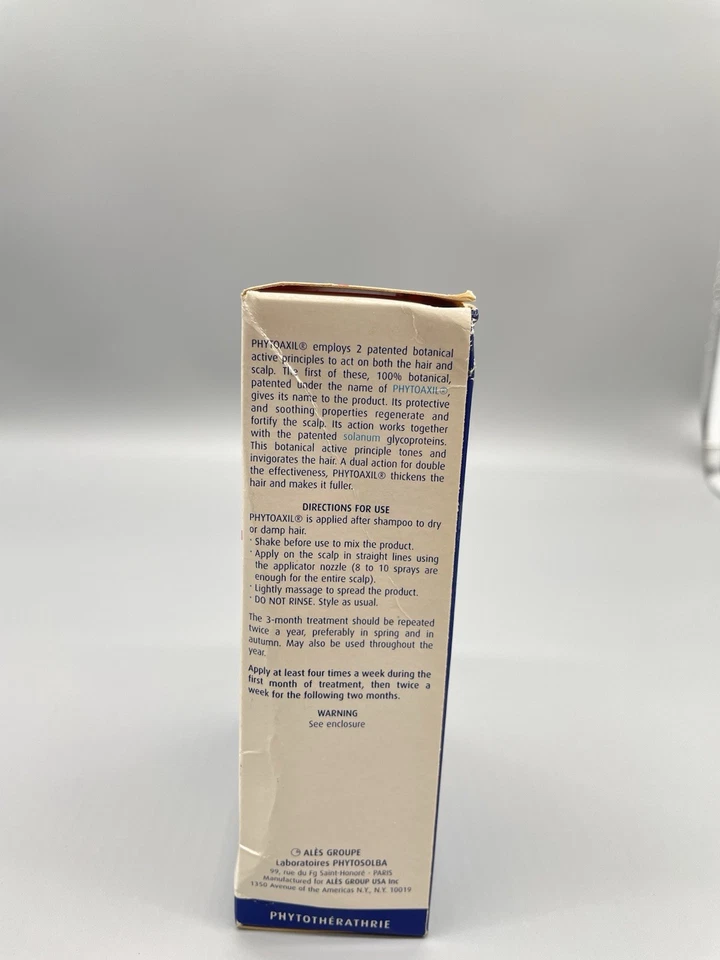 PHYTOAXIL® employs 2 patented botanical
active principles to act on both the hair and
scalp. The first of these, 100% botanical,
patented under the name of PHYTOAXIL®,
gives its name to the product. Its protective
and soothing properties regenerate and
fortify the scalp. Its action works together
with the patented solanum glycoproteins.
This botanical active principle tones and
invigorates the hair. A dual action for double
the effectiveness, PHYTOAXIL® thickens the
hair and makes it fuller.
DIRECTIONS FOR USE
PHYTOAXIL® is applied after shampoo to dry
or damp hair.
· Shake before use to mix the product.
· Apply on the scalp in straight lines using
the applicator nozzle (8 to 10 sprays are
enough for the entire scalp).
· Lightly massage to spread the product.
· DO NOT RINSE. Style as usual.
The 3-month treatment should be repeated
twice a year, preferably in spring and in
autumn. May also be used throughout the
year.
Apply at least four times a week during the
first month of treatment, then twice a
week for the following two months.
WARNING
See enclosure
ALÈS GROUPE
Laboratoires PHYTOSOLBA
99, rue du Fg Saint-Honoré - PARIS
Manufactured for ALÈS GROUP USA Inc
1350 Avenue of the Americas N.Y., N.Y. 10019
PHYTOTHÉRATHRIE